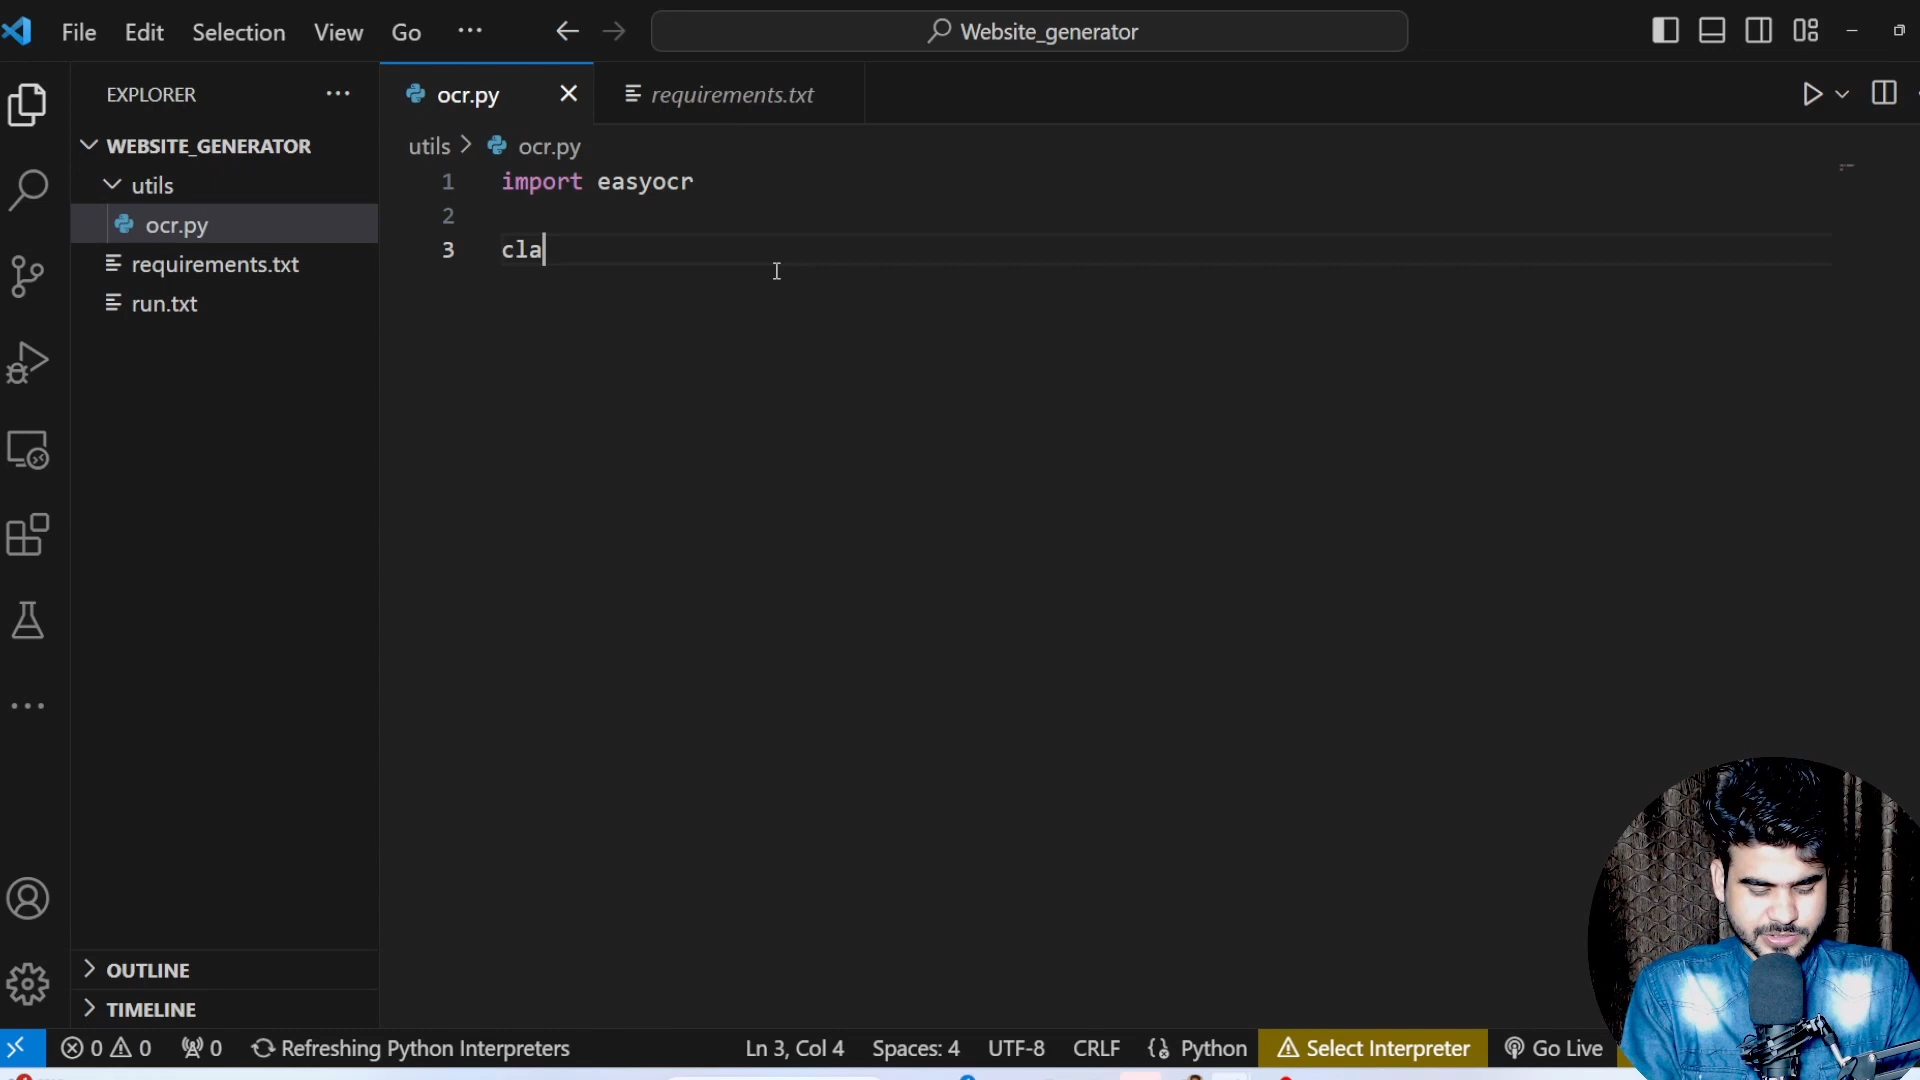 File Edit Selection View Go ··· Website_generator
EXPLORER ···
ocr.py
requirements.txt
WEBSITE_GENERATOR
utils
ocr.py
requirements.txt
run.txt
utils > ocr.py
1 import easyocr
2
3 cla
OUTLINE
TIMELINE
0 0 0 Refreshing Python Interpreters Ln 3, Col 4 Spaces: 4 UTF-8 CRLF Python Select Interpreter Go Live